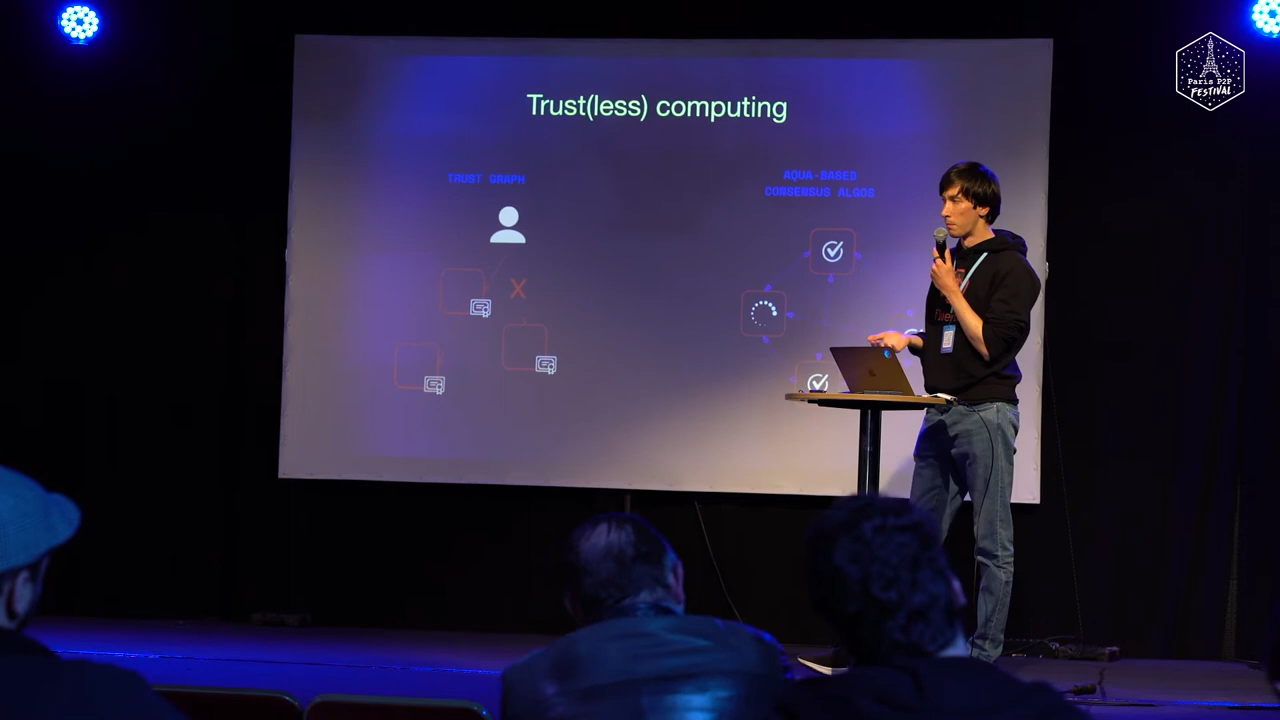 Trust(less) computing
TRUST GRAPH
AQUA-BASED
CONSENSUS ALGOS
X
Paris P2P
FESTIVAL